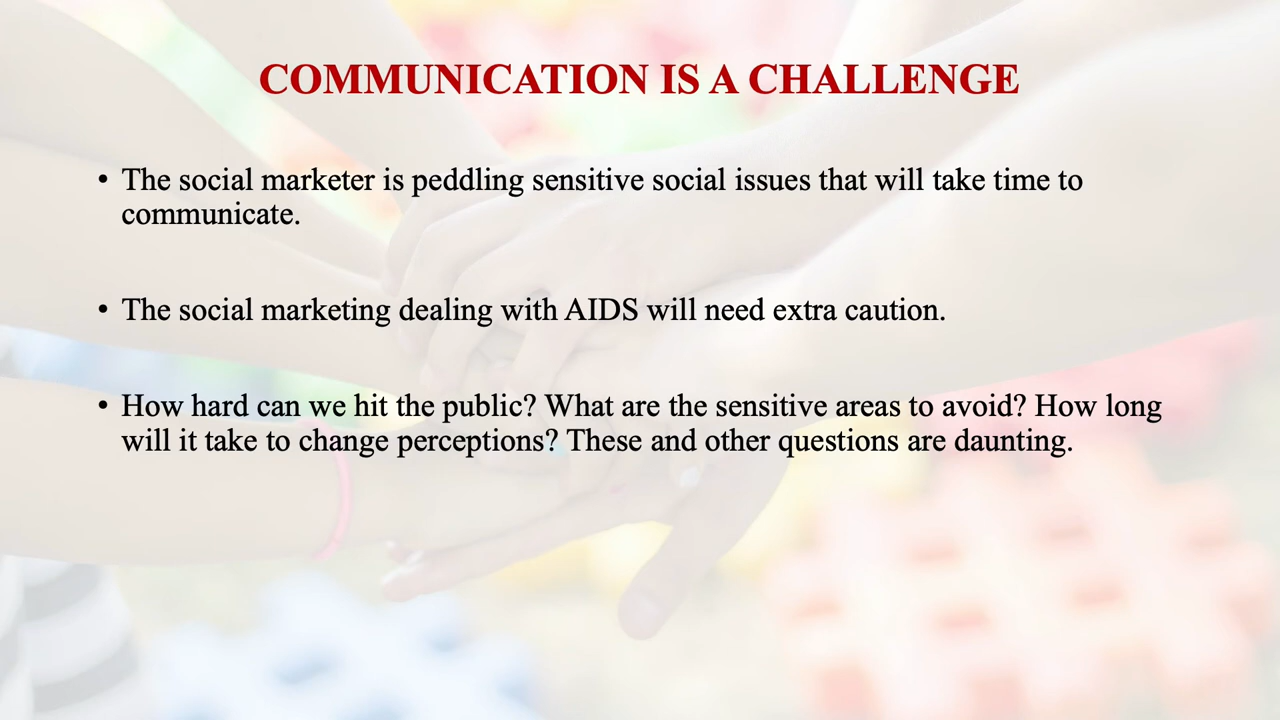 COMMUNICATION IS A CHALLENGE
• The social marketer is peddling sensitive social issues that will take time to
communicate.
• The social marketing dealing with AIDS will need extra caution.
• How hard can we hit the public? What are the sensitive areas to avoid? How long
will it take to change perceptions? These and other questions are daunting.